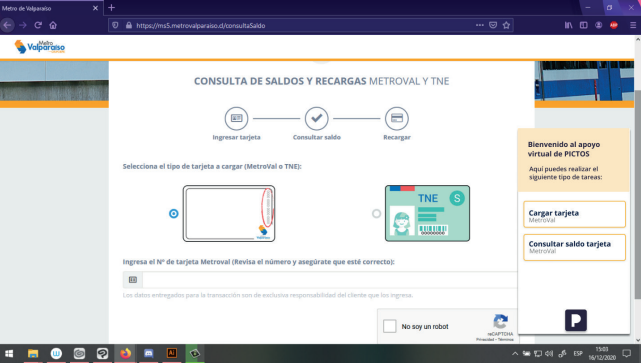 Metro de Valparaíso
https://ms5.metrovalparaiso.cl/consultaSaldo
ABP
Metro
Valparaíso
CONSULTA DE SALDOS Y RECARGAS METROVAL Y TNE
Ingresar tarjeta
Consultar saldo
Recargar
Selecciona el tipo de tarjeta a cargar (MetroVal o TNE):
TNE
S
Ingresa el Nº de tarjeta Metroval (Revisa el número y asegúrate que esté correcto):
Los datos entregados para la transacción son de exclusiva responsabilidad del cliente que los ingresa.
No soy un robot
reCAPTCHA
Privacidad - Términos
Bienvenido al apoyo
virtual de PICTOS
Aquí puedes realizar el
siguiente tipo de tareas:
Cargar tarjeta
MetroVal
Consultar saldo tarjeta
MetroVal
P
Ai
ESP
15:03
16/12/2020